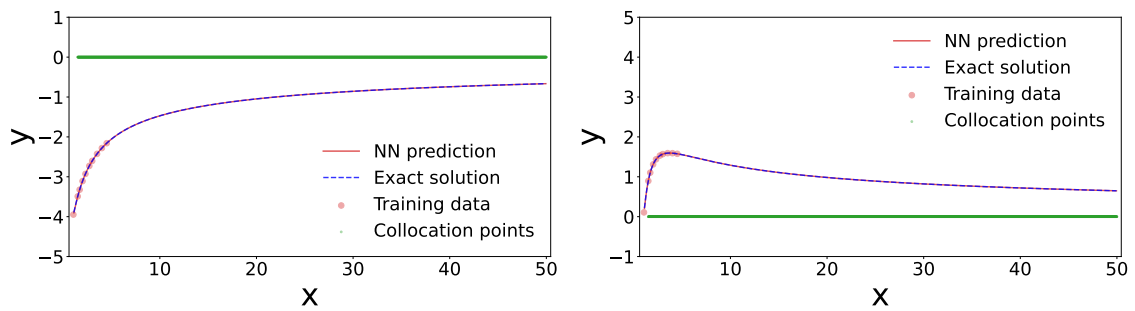 1
0
−1
−2
−3
−4
−5
y
10
20
30
40
50
x
NN prediction
Exact solution
Training data
Collocation points
5
4
3
2
1
0
−1
y
10
20
30
40
50
x
NN prediction
Exact solution
Training data
Collocation points